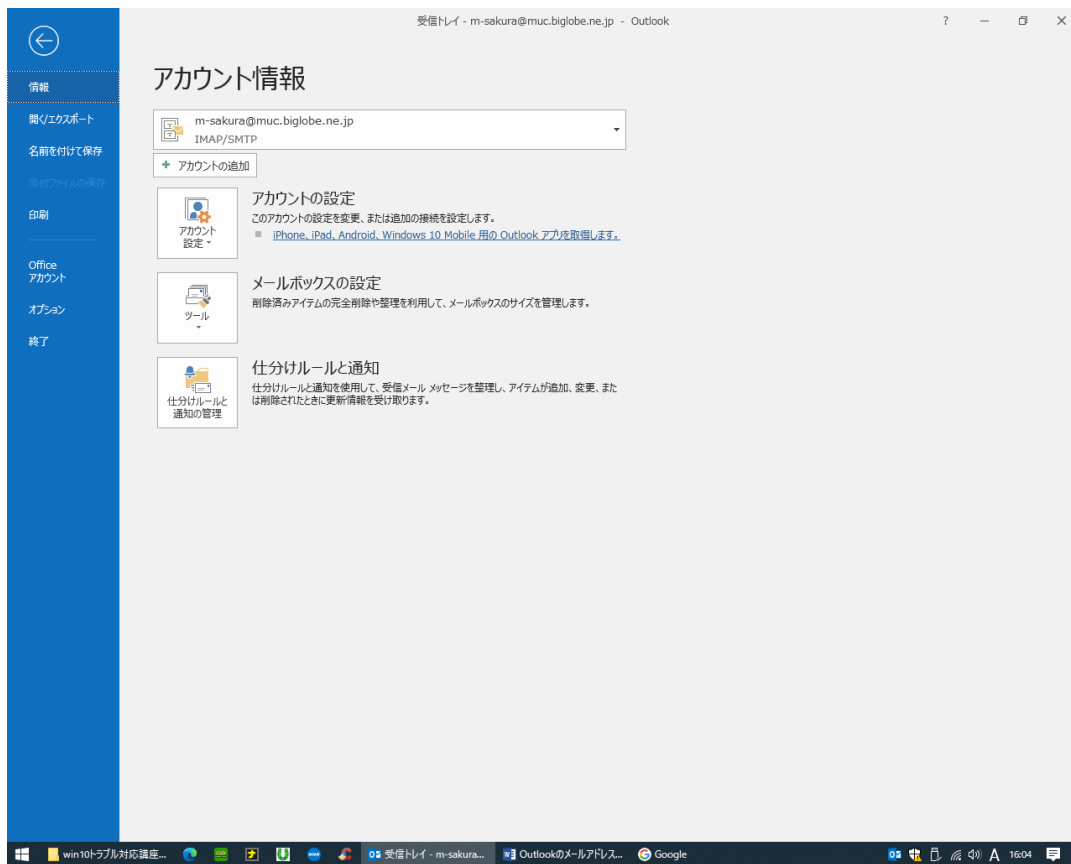 受信トレイ - m-sakura@muc.biglobe.ne.jp - Outlook
?
情報
開く/エクスポート
名前を付けて保存
添付ファイルの保存
印刷
Office
アカウント
オプション
終了
アカウント情報
m-sakura@muc.biglobe.ne.jp
IMAP/SMTP
アカウントの追加
アカウント
設定
アカウントの設定
このアカウントの設定を変更、または追加の接続を設定します。
iPhone、iPad、Android、Windows 10 Mobile 用の Outlook アプリを取得します。
ツール
メールボックスの設定
削除済みアイテムの完全削除や整理を利用して、メールボックスのサイズを管理します。
仕分けルールと
通知の管理
仕分けルールと通知
仕分けルールと通知を使用して、受信メール メッセージを整理し、アイテムが追加、変更、また
は削除されたときに更新情報を受け取ります。
win10トラブル対応講座... 受信トレイ - m-sakura... OutlookのメールアドレスPLACEHOLDER